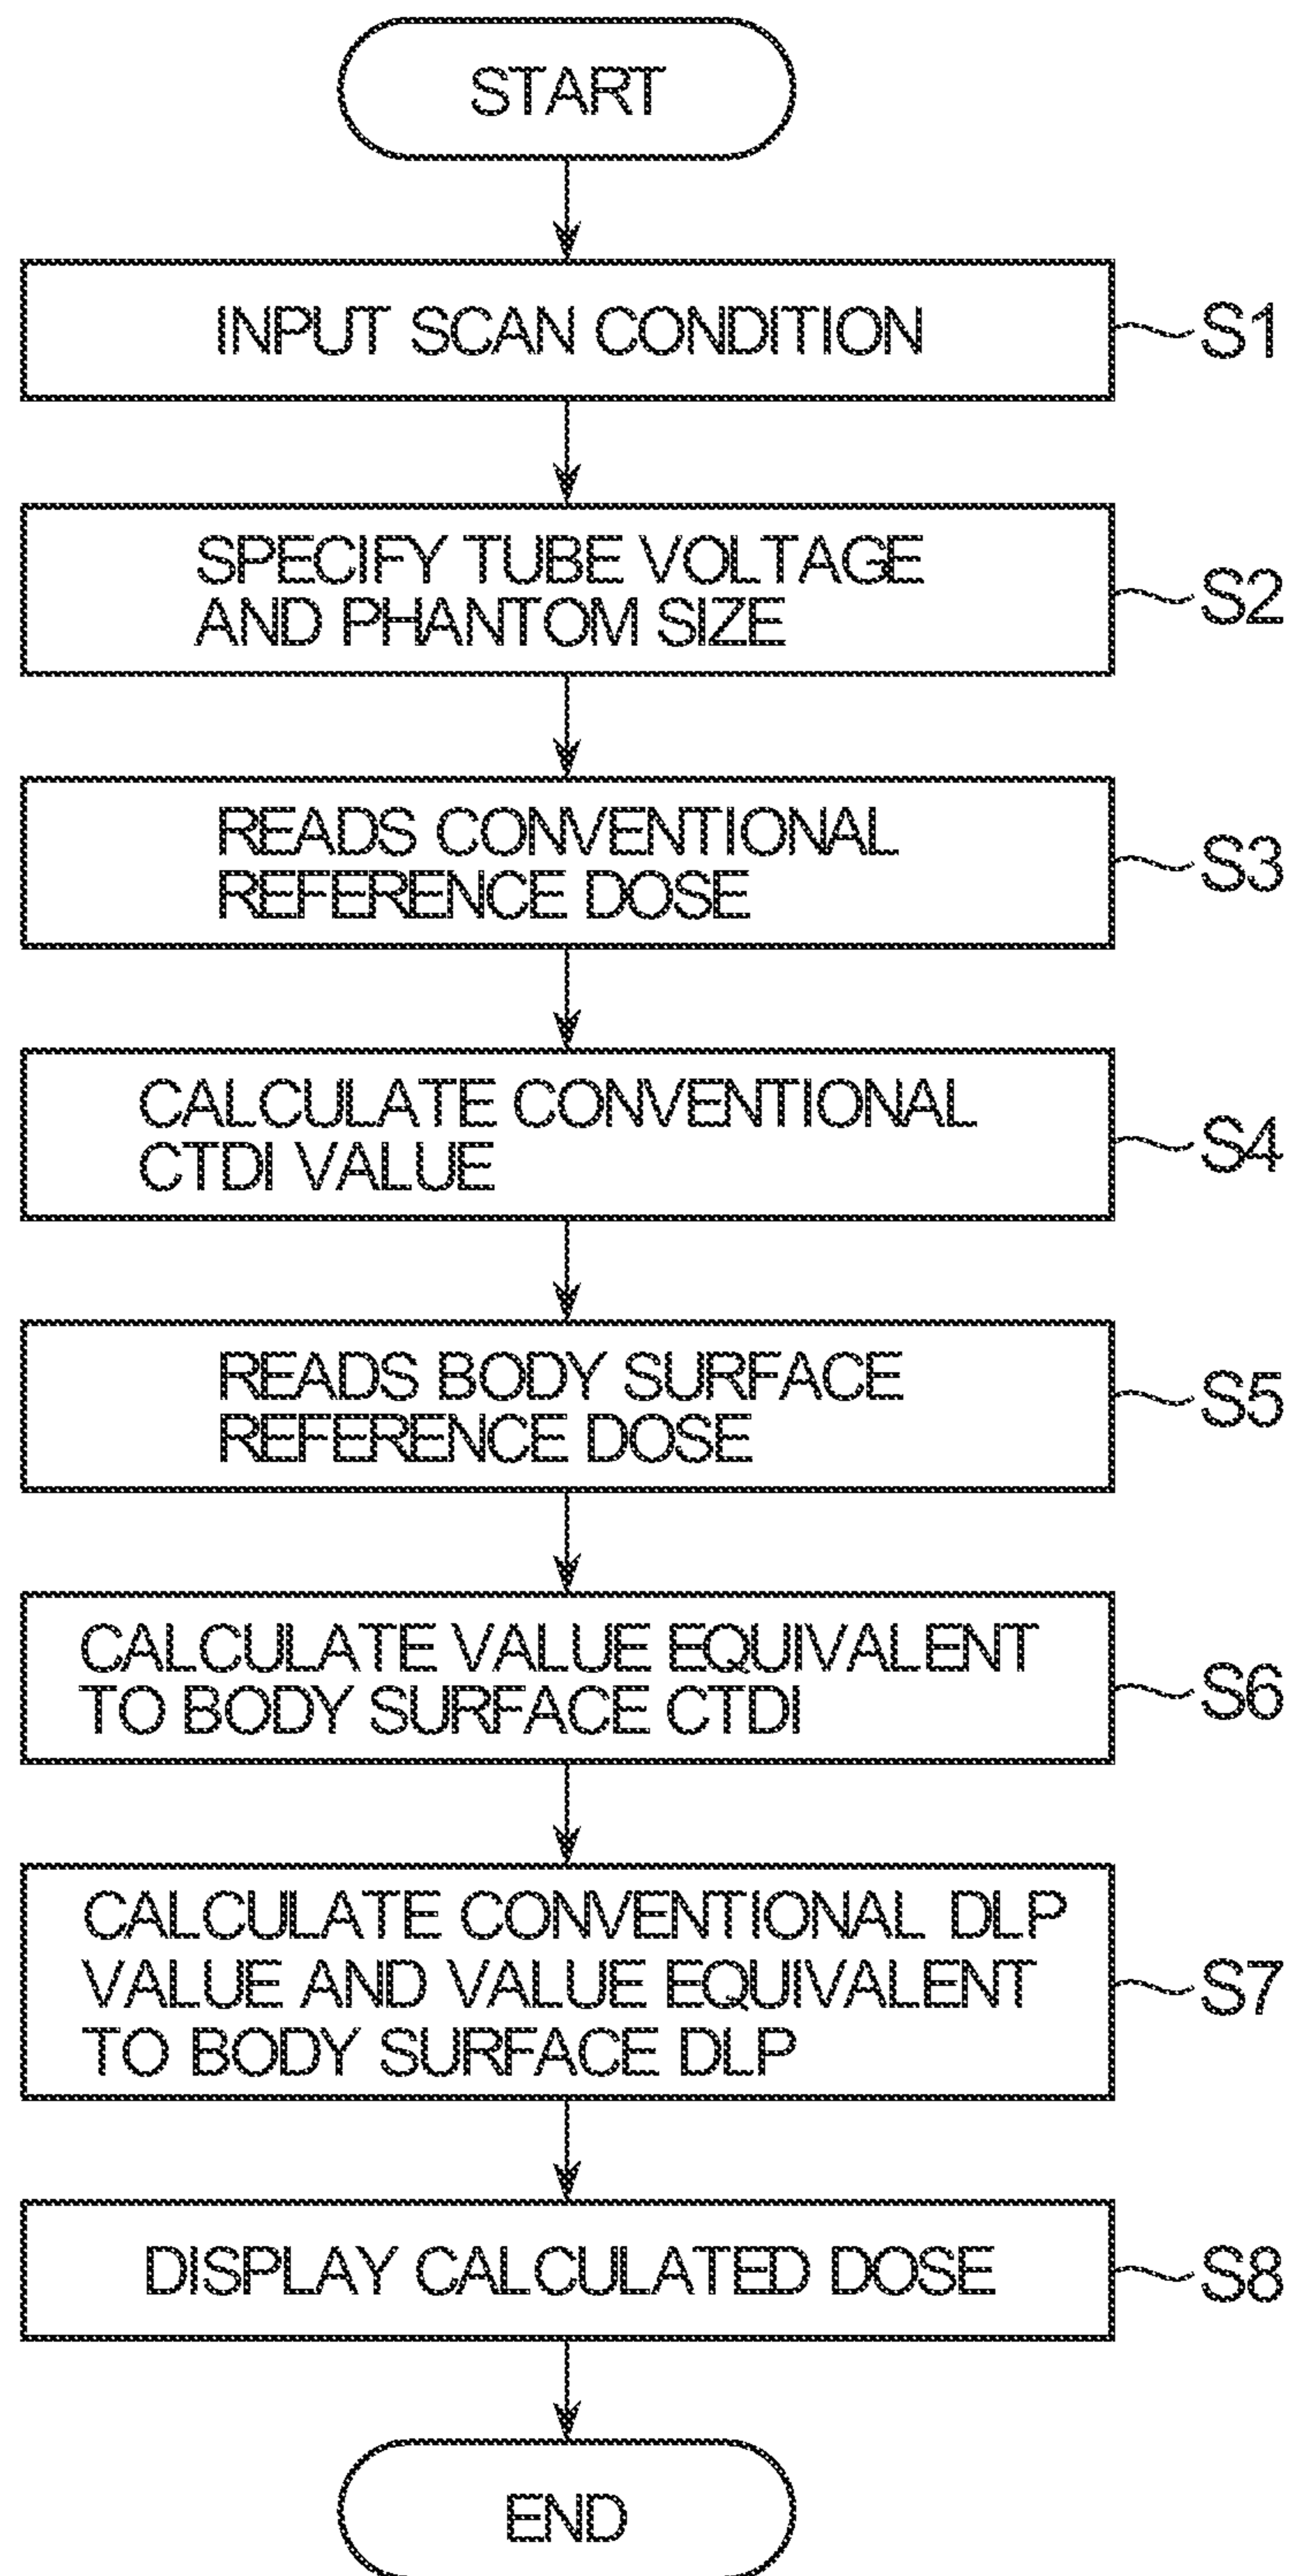 START
INPUT SCAN CONDITION
S1
SPECIFY TUBE VOLTAGE
AND PHANTOM SIZE
S2
READS CONVENTIONAL
REFERENCE DOSE
S3
CALCULATE CONVENTIONAL
CTDI VALUE
S4
READS BODY SURFACE
REFERENCE DOSE
S5
CALCULATE VALUE EQUIVALENT
TO BODY SURFACE CTDI
S6
CALCULATE CONVENTIONAL DLP
VALUE AND VALUE EQUIVALENT
TO BODY SURFACE DLP
S7
DISPLAY CALCULATED DOSE
S8
END